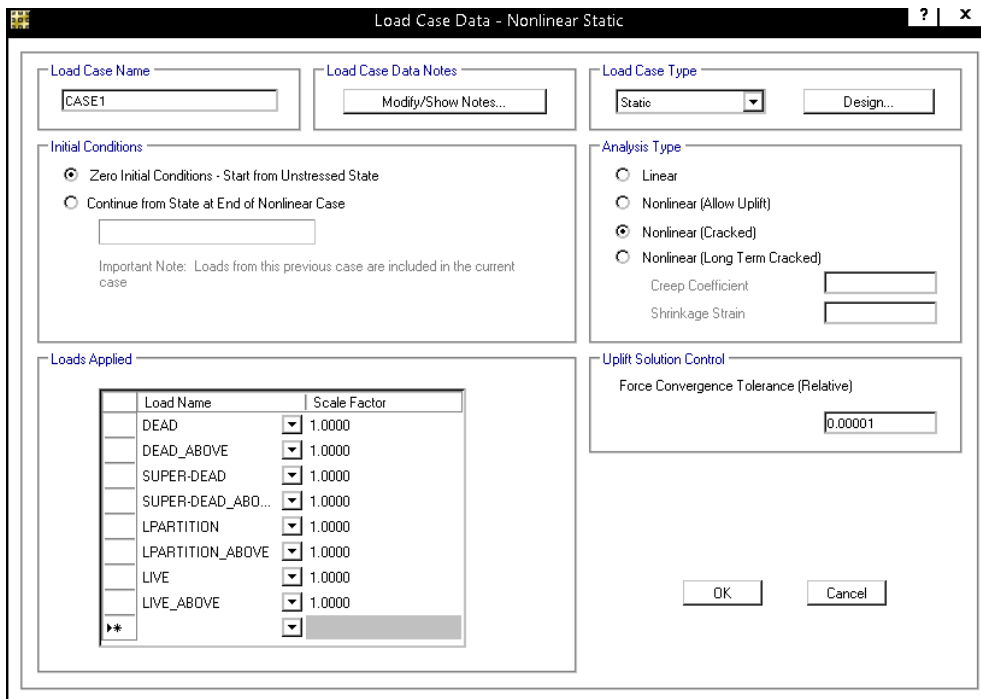 Load Case Data - Nonlinear Static
? x
Load Case Name
CASE1
Load Case Data Notes
Modify/Show Notes...
Load Case Type
Static
Design...
Initial Conditions
Zero Initial Conditions - Start from Unstressed State
Continue from State at End of Nonlinear Case
Important Note: Loads from this previous case are included in the current
case
Analysis Type
Linear
Nonlinear (Allow Uplift)
Nonlinear (Cracked)
Nonlinear (Long Term Cracked)
Creep Coefficient
Shrinkage Strain
Loads Applied
Load Name Scale Factor
DEAD 1.0000
DEAD_ABOVE 1.0000
SUPER-DEAD 1.0000
SUPER-DEAD_ABO... 1.0000
LPARTITION 1.0000
LPARTITION_ABOVE 1.0000
LIVE 1.0000
LIVE_ABOVE 1.0000
Uplift Solution Control
Force Convergence Tolerance (Relative)
0.00001
OK
Cancel